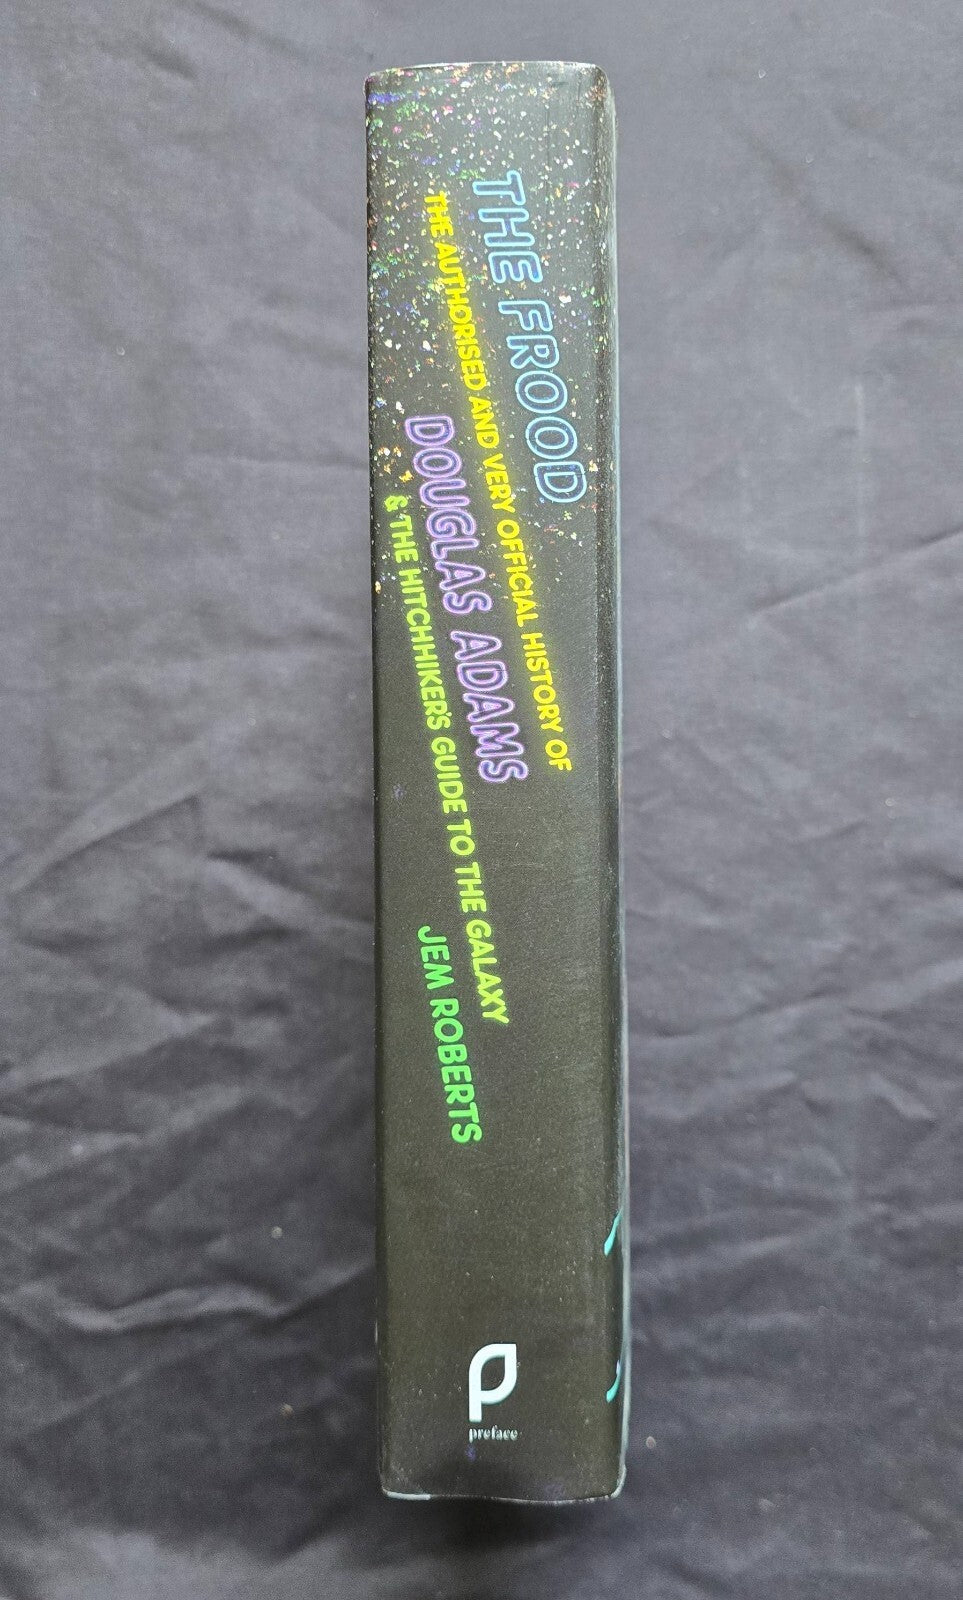 THE FROOD
THE AUTHORISED AND VERY OFFICIAL HISTORY OF
DOUGLAS ADAMS
& THE HITCHHIKER'S GUIDE TO THE GALAXY
JEM ROBERTS
preface